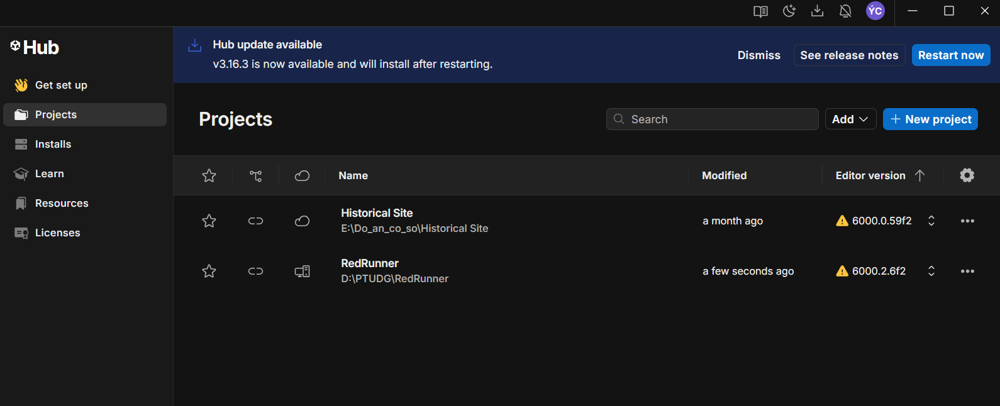 ÝC
Hub
Get set up
Projects
Installs
Learn
Resources
Licenses
Hub update available
v3.16.3 is now available and will install after restarting.
Dismiss
See release notes
Restart now
Projects
Search
Add
New project
Name
Modified
Editor version
Historical Site
E:\Do_an_co_so\Historical Site
a month ago
6000.0.59f2
RedRunner
D:\PTUDG\RedRunner
a few seconds ago
6000.2.6f2